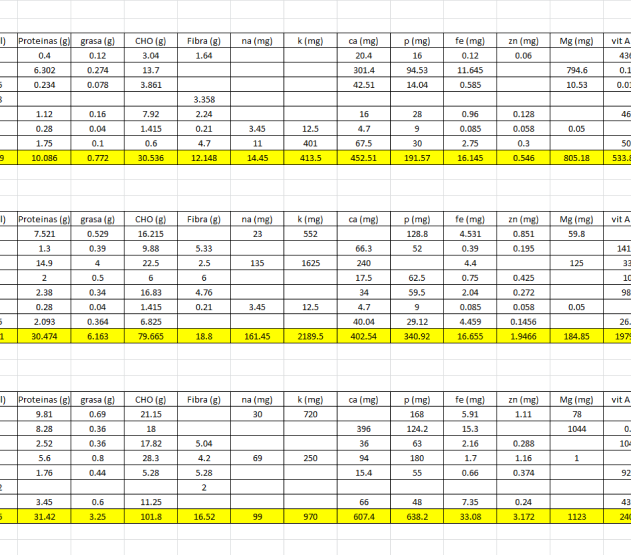 l) Proteinas (g) grasa (g) CHO (g) Fibra (g) na (mg) k (mg) ca (mg) p (mg) fe (mg) zn (mg) Mg (mg) vit A
0.4 0.12 3.04 1.64 20.4 16 0.12 0.06 436
6.302 0.274 13.7 301.4 94.53 11.645 794.6 0.1
0.234 0.078 3.861 42.51 14.04 0.585 10.53 0.01
3.358
1.12 0.16 7.92 2.24 16 28 0.96 0.128 46
0.28 0.04 1.415 0.21 3.45 12.5 4.7 9 0.085 0.058 0.05
1.75 0.1 0.6 4.7 11 401 67.5 30 2.75 0.3 50
9 10.086 0.772 30.536 12.148 14.45 413.5 452.51 191.57 16.145 0.546 805.18 533.8
l) Proteinas (g) grasa (g) CHO (g) Fibra (g) na (mg) k (mg) ca (mg) p (mg) fe (mg) zn (mg) Mg (mg) vit A
7.521 0.529 16.215 23 552 128.8 4.531 0.851 59.8
1.3 0.39 9.88 5.33 66.3 52 0.39 0.195 141
14.9 4 22.5 2.5 135 1625 240 4.4 125 33
2 0.5 6 6 17.5 62.5 0.75 0.425 10
2.38 0.34 16.83 4.76 34 59.5 2.04 0.272 98
0.28 0.04 1.415 0.21 3.45 12.5 4.7 9 0.085 0.058 0.05
2.093 0.364 6.825 40.04 29.12 4.459 0.1456 26.
1 30.474 6.163 79.665 18.8 161.45 2189.5 402.54 340.92 16.655 1.9466 184.85 1979
l) Proteinas (g) grasa (g) CHO (g) Fibra (g) na (mg) k (mg) ca (mg) p (mg) fe (mg) zn (mg) Mg (mg) vit A
9.81 0.69 21.15 30 720 168 5.91 1.11 78
8.28 0.36 18 396 124.2 15.3 1044 0.
2.52 0.36 17.82 5.04 36 63 2.16 0.288 104
5.6 0.8 28.3 4.2 69 250 94 180 1.7 1.16 1
1.76 0.44 5.28 5.28 15.4 55 0.66 0.374 92
2 2
3.45 0.6 11.25 66 48 7.35 0.24 43
31.42 3.25 101.8 16.52 99 970 607.4 638.2 33.08 3.172 1123 240